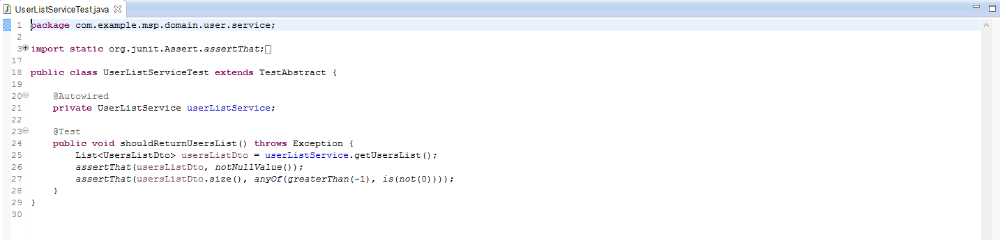 UserListServiceTest.java
1 package com.example.msp.domain.user.service;
2
3 import static org.junit.Assert.assertThat;
17
18 public class UserListServiceTest extends TestAbstract {
19
20     @Autowired
21     private UserListService userListService;
22
23     @Test
24     public void shouldReturnUsersList() throws Exception {
25         List<UsersListDto> usersListDto = userListService.getUsersList();
26         assertThat(usersListDto, notNullValue());
27         assertThat(usersListDto.size(), anyOf(greaterThan(-1), is(not(0))));
28     }
29 }
30